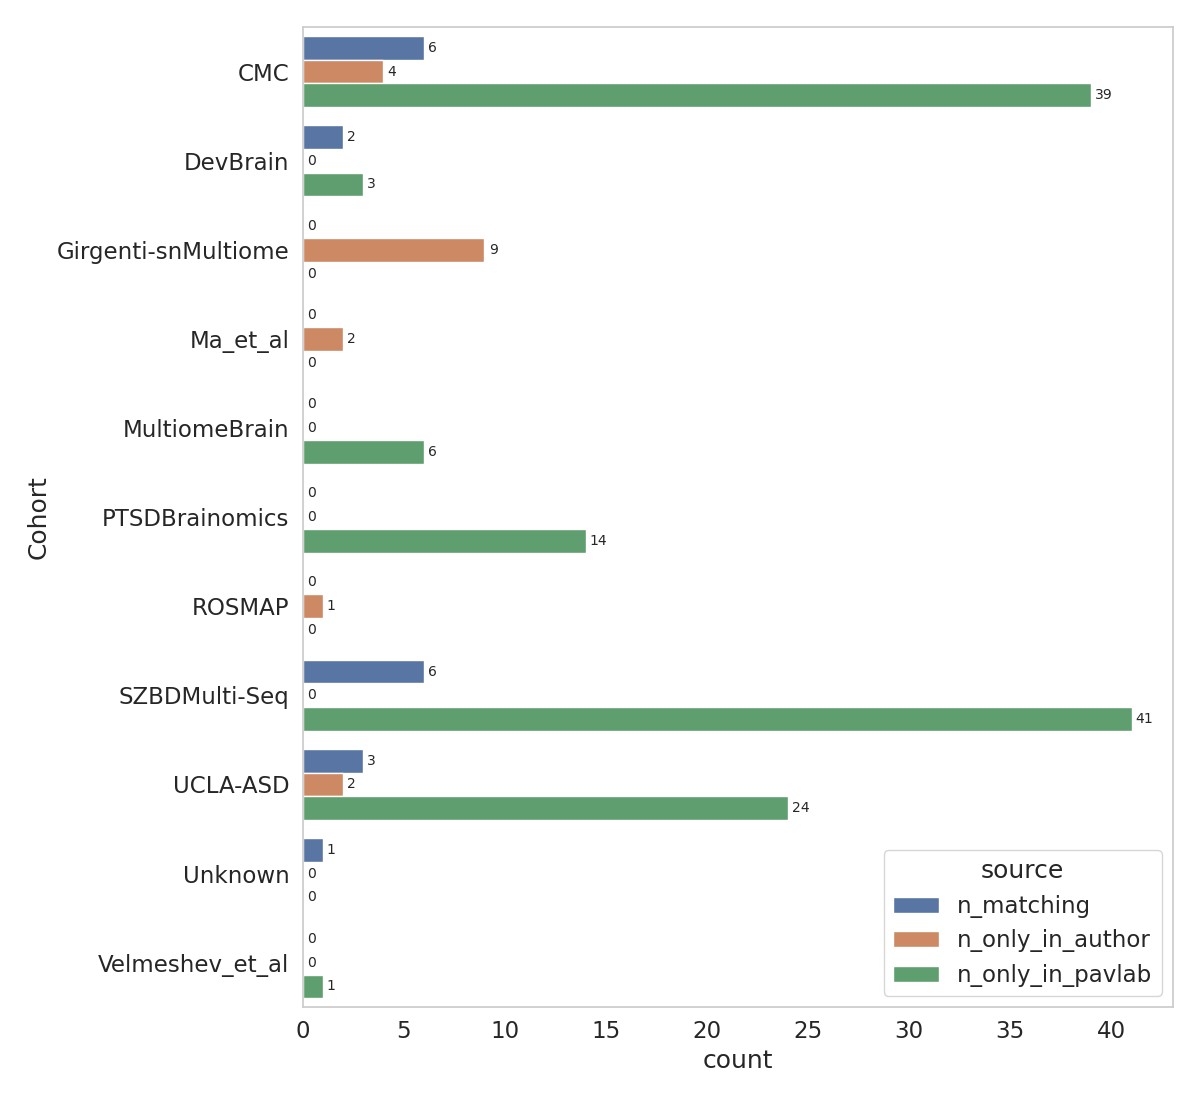 CMC
6
4
39
DevBrain
2
0
3
Girgenti-snMultiome
0
9
0
Ma_et_al
0
2
0
MultiomeBrain
0
0
6
PTSDBrainomics
0
0
14
ROSMAP
0
1
0
SZBDMulti-Seq
6
0
41
UCLA-ASD
3
2
24
Unknown
1
0
0
Velmeshev_et_al
0
0
1
Cohort
0 5 10 15 20 25 30 35 40
count
source
n_matching
n_only_in_author
n_only_in_pavlab